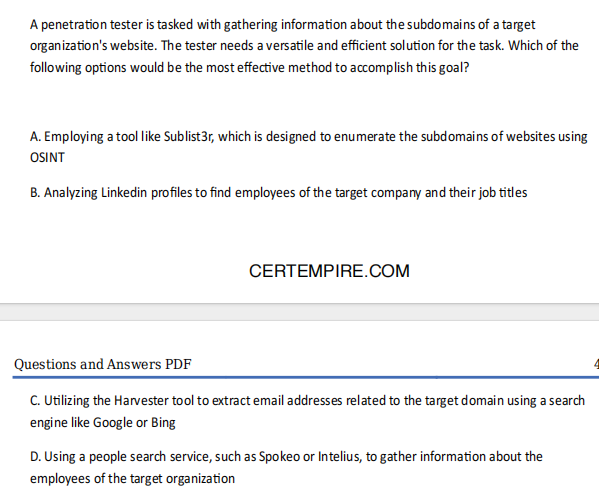 A penetration tester is tasked with gathering information about the subdomains of a target
organization's website. The tester needs a versatile and efficient solution for the task. Which of the
following options would be the most effective method to accomplish this goal?
A. Employing a tool like Sublist3r, which is designed to enumerate the subdomains of websites using
OSINT
B. Analyzing Linkedin profiles to find employees of the target company and their job titles
CERTEMPIRE.COM
Questions and Answers PDF
C. Utilizing the Harvester tool to extract email addresses related to the target domain using a search
engine like Google or Bing
D. Using a people search service, such as Spokeo or Intelius, to gather information about the
employees of the target organization